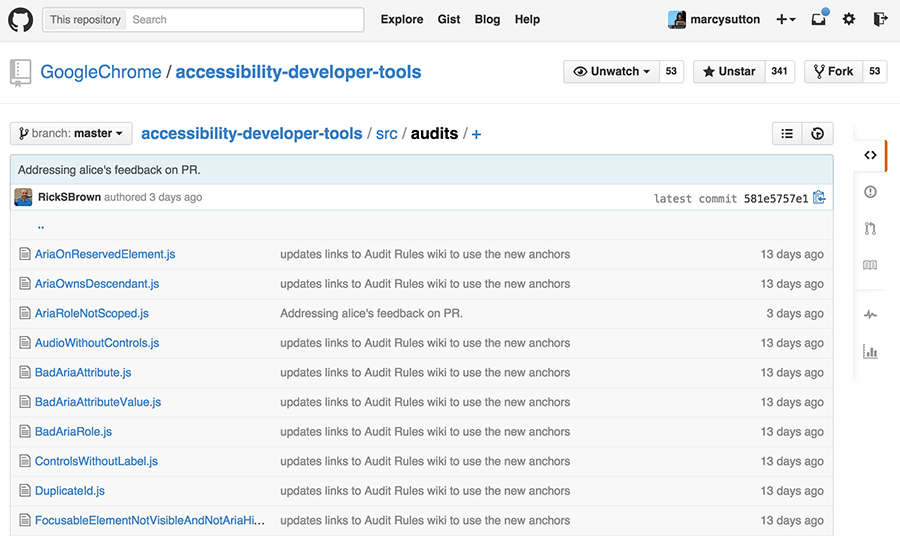 This repository Search Explore Gist Blog Help marcysutton
GoogleChrome / accessibility-developer-tools Unwatch 53 Unstar 341 Fork 53
branch: master accessibility-developer-tools / src / audits / +
Addressing alice's feedback on PR.
RickSBrown authored 3 days ago latest commit 581e5757e1
..
AriaOnReservedElement.js updates links to Audit Rules wiki to use the new anchors 13 days ago
AriaOwnsDescendant.js updates links to Audit Rules wiki to use the new anchors 13 days ago
AriaRoleNotScoped.js Addressing alice's feedback on PR. 3 days ago
AudioWithoutControls.js updates links to Audit Rules wiki to use the new anchors 13 days ago
BadAriaAttribute.js updates links to Audit Rules wiki to use the new anchors 13 days ago
BadAriaAttributeValue.js updates links to Audit Rules wiki to use the new anchors 13 days ago
BadAriaRole.js updates links to Audit Rules wiki to use the new anchors 13 days ago
ControlsWithoutLabel.js updates links to Audit Rules wiki to use the new anchors 13 days ago
DuplicateId.js updates links to Audit Rules wiki to use the new anchors 13 days ago
FocusableElementNotVisibleAndNotAriaHi... updates links to Audit Rules wiki to use the new anchors 13 days ago